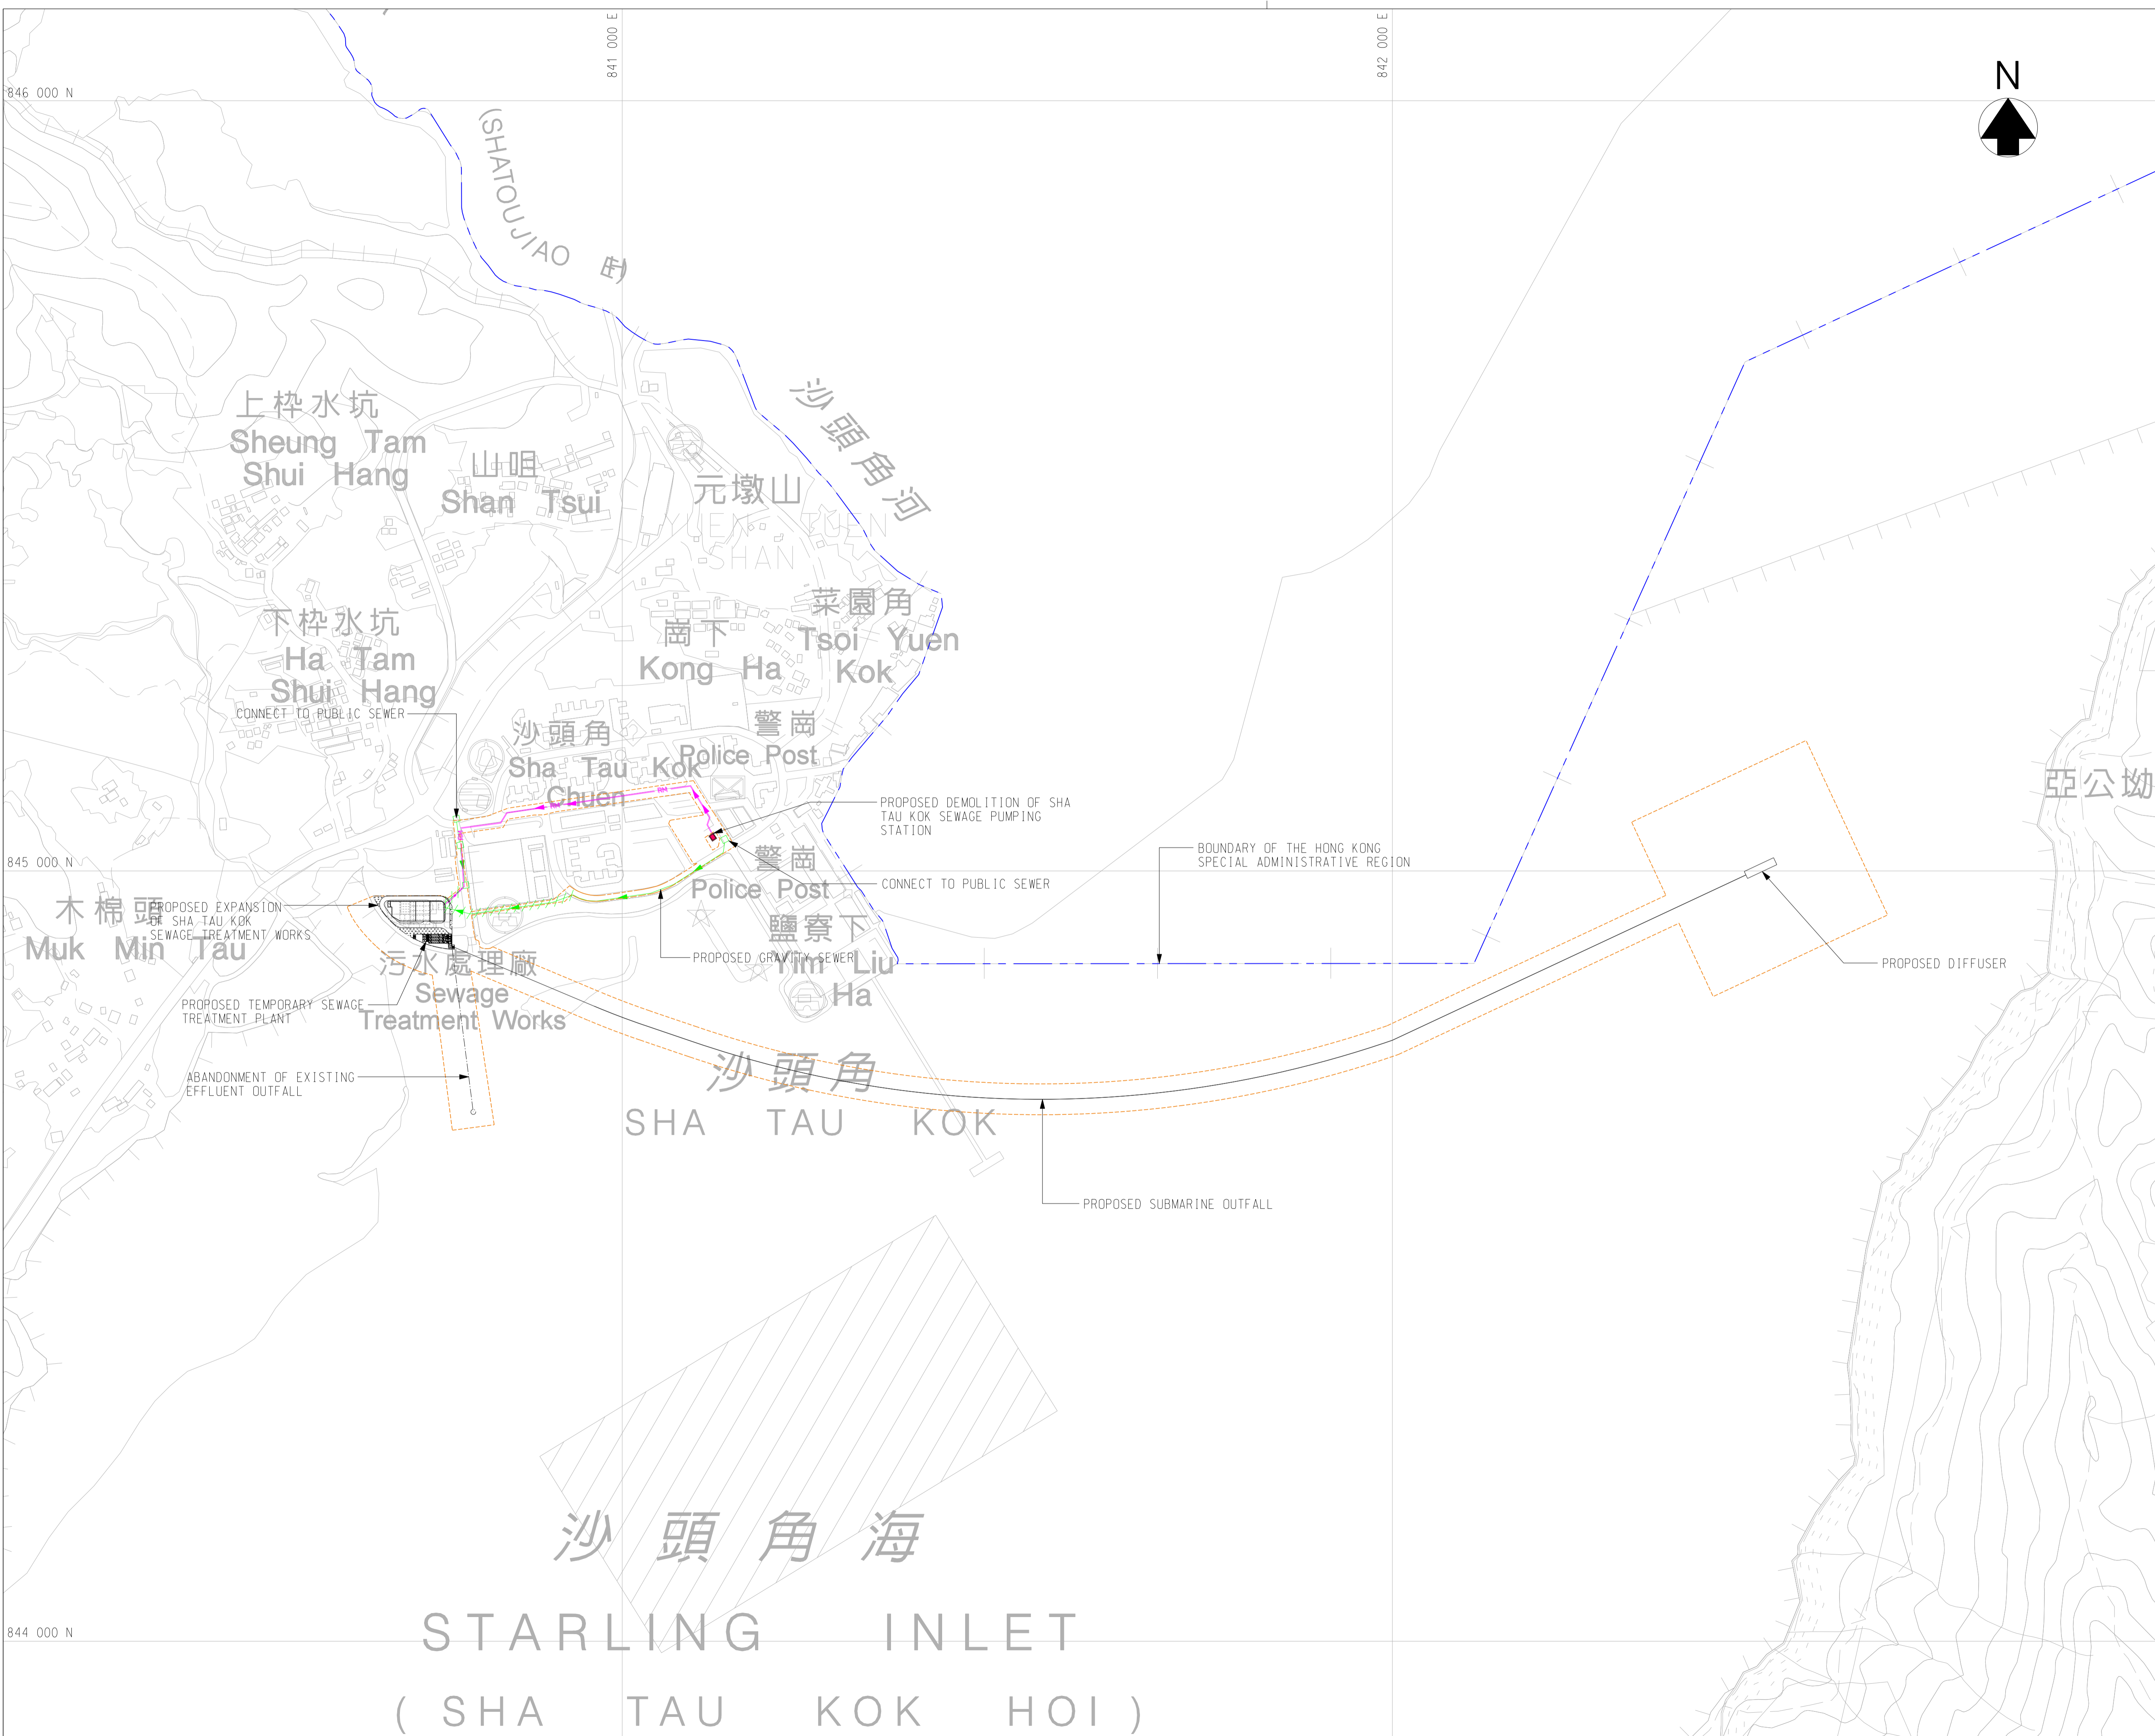 841 000 E
842 000 E
846 000 N
N
(SHATOUJIAO
沙頭角河
上枠水坑
Sheung Tam
Shui Hang
山咀
Shan Tsui
元墩山
YUEN TUEN
SHAN
菜園角
Tsoi Yuen
Kok
崗下
Kong Ha
下枠水坑
Ha Tam
Shui Hang
CONNECT TO PUBLIC SEWER
沙頭角
Sha Tau Kok
Chuen
警崗
Police Post
亞公坳
RM
RM
RM
PROPOSED DEMOLITION OF SHA
TAU KOK SEWAGE PUMPING
STATION
BOUNDARY OF THE HONG KONG
SPECIAL ADMINISTRATIVE REGION
845 000 N
警崗
Police Post
CONNECT TO PUBLIC SEWER
木棉頭
Muk Min Tau
PROPOSED EXPANSION
OF SHA TAU KOK
SEWAGE TREATMENT WORKS
鹽寮下
Yim Liu
Ha
PROPOSED GRAVITY SEWER
PROPOSED DIFFUSER
污水處理廠
Sewage
Treatment Works
PROPOSED TEMPORARY SEWAGE
TREATMENT PLANT
ABANDONMENT OF EXISTING
EFFLUENT OUTFALL
沙頭角
SHA TAU KOK
PROPOSED SUBMARINE OUTFALL
沙頭角海
STARLING INLET
844 000 N
( SHA TAU KOK HOI )